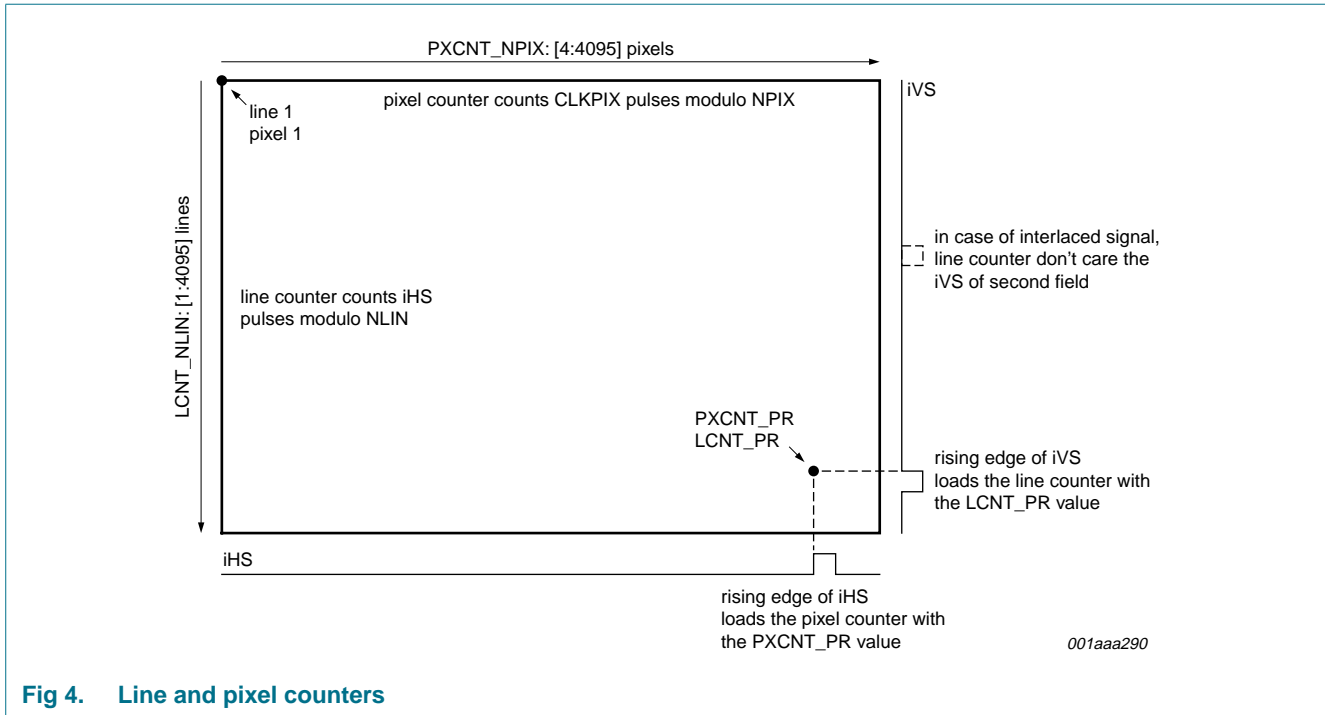 PXCNT_NPIX: [4:4095] pixels
pixel counter counts CLKPIX pulses modulo NPIX
line 1
pixel 1
iVS
LCNT_NLIN: [1:4095] lines
in case of interlaced signal,
line counter don't care the
iVS of second field
line counter counts iHS
pulses modulo NLIN
PXCNT_PR
LCNT_PR
rising edge of iVS
loads the line counter with
the LCNT_PR value
iHS
rising edge of iHS
loads the pixel counter with
the PXCNT_PR value
001aaa290
Fig 4. Line and pixel counters